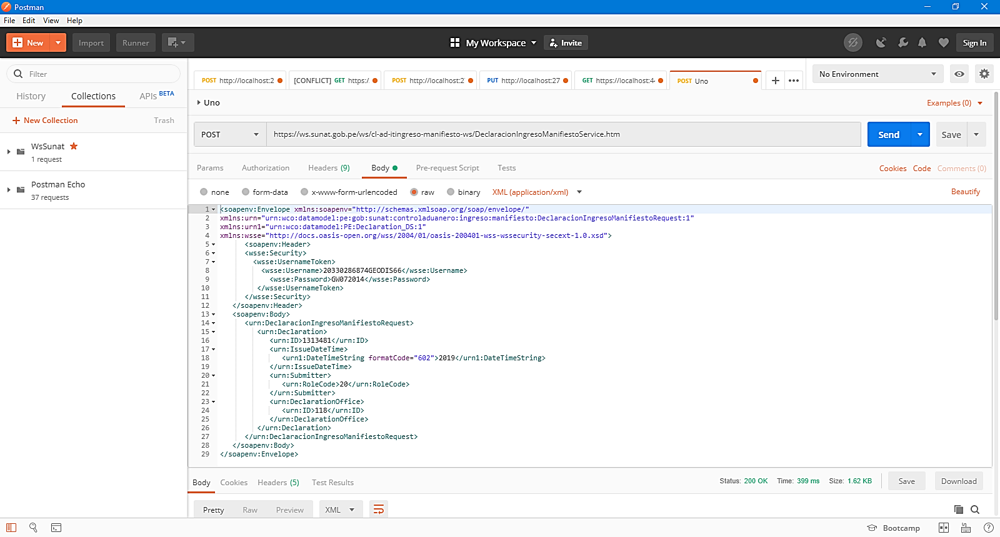 Postman
File Edit View Help
New Import Runner My Workspace Invite Sign In
Filter
History Collections APIs BETA
New Collection Trash
WsSunat
1 request
Postman Echo
37 requests
POST http://localhost:2 [CONFLICT] GET https:/. POST http://localhost:2 PUT http://localhost:27 GET https://localhost:4 POST Uno
No Environment
Uno
Examples (0)
POST https://ws.sunat.gob.pe/ws/cl-ad-itingreso-manifiesto-ws/DeclaracionIngresoManifiestoService.htm Send Save
Params Authorization Headers (9) Body Pre-request Script Tests Cookies Code Comments (0)
none form-data x-www-form-urlencoded raw binary XML (application/xml) Beautify
1 <soapenv:Envelope xmlns:soapenv="http://schemas.xmlsoap.org/soap/envelope/"
2 xmlns:urn="urn:wco:datamodel:pe:gob:sunat:controladuanero:ingreso:manifiesto:DeclaracionIngresoManifiestoRequest:1"
3 xmlns:urn1="urn:wco:datamodel:PE:Declaration_DS:1"
4 xmlns:wsse="http://docs.oasis-open.org/wss/2004/01/oasis-200401-wss-wssecurity-secext-1.0.xsd">
5 <soapenv:Header>
6 <wsse:Security>
7 <wsse:UsernameToken>
8 <wsse:Username>20330286874GEODIS66</wsse:Username>
9 <wsse:Password>GW072014</wsse:Password>
10 </wsse:UsernameToken>
11 </wsse:Security>
12 </soapenv:Header>
13 <soapenv:Body>
14 <urn:DeclaracionIngresoManifiestoRequest>
15 <urn:Declaration>
16 <urn:ID>1313481</urn:ID>
17 <urn:IssueDateTime>
18 <urn1:DateTimeString formatCode="602">2019</urn1:DateTimeString>
19 </urn:IssueDateTime>
20 <urn:Submitter>
21 <urn:RoleCode>20</urn:RoleCode>
22 </urn:Submitter>
23 <urn:DeclarationOffice>
24 <urn:ID>118</urn:ID>
25 </urn:DeclarationOffice>
26 </urn:Declaration>
27 </urn:DeclaracionIngresoManifiestoRequest>
28 </soapenv:Body>
29 </soapenv:Envelope>
Body Cookies Headers (5) Test Results Status: 200 OK Time: 399 ms Size: 1.62 KB Save Download
Pretty Raw Preview XML
Bootcamp